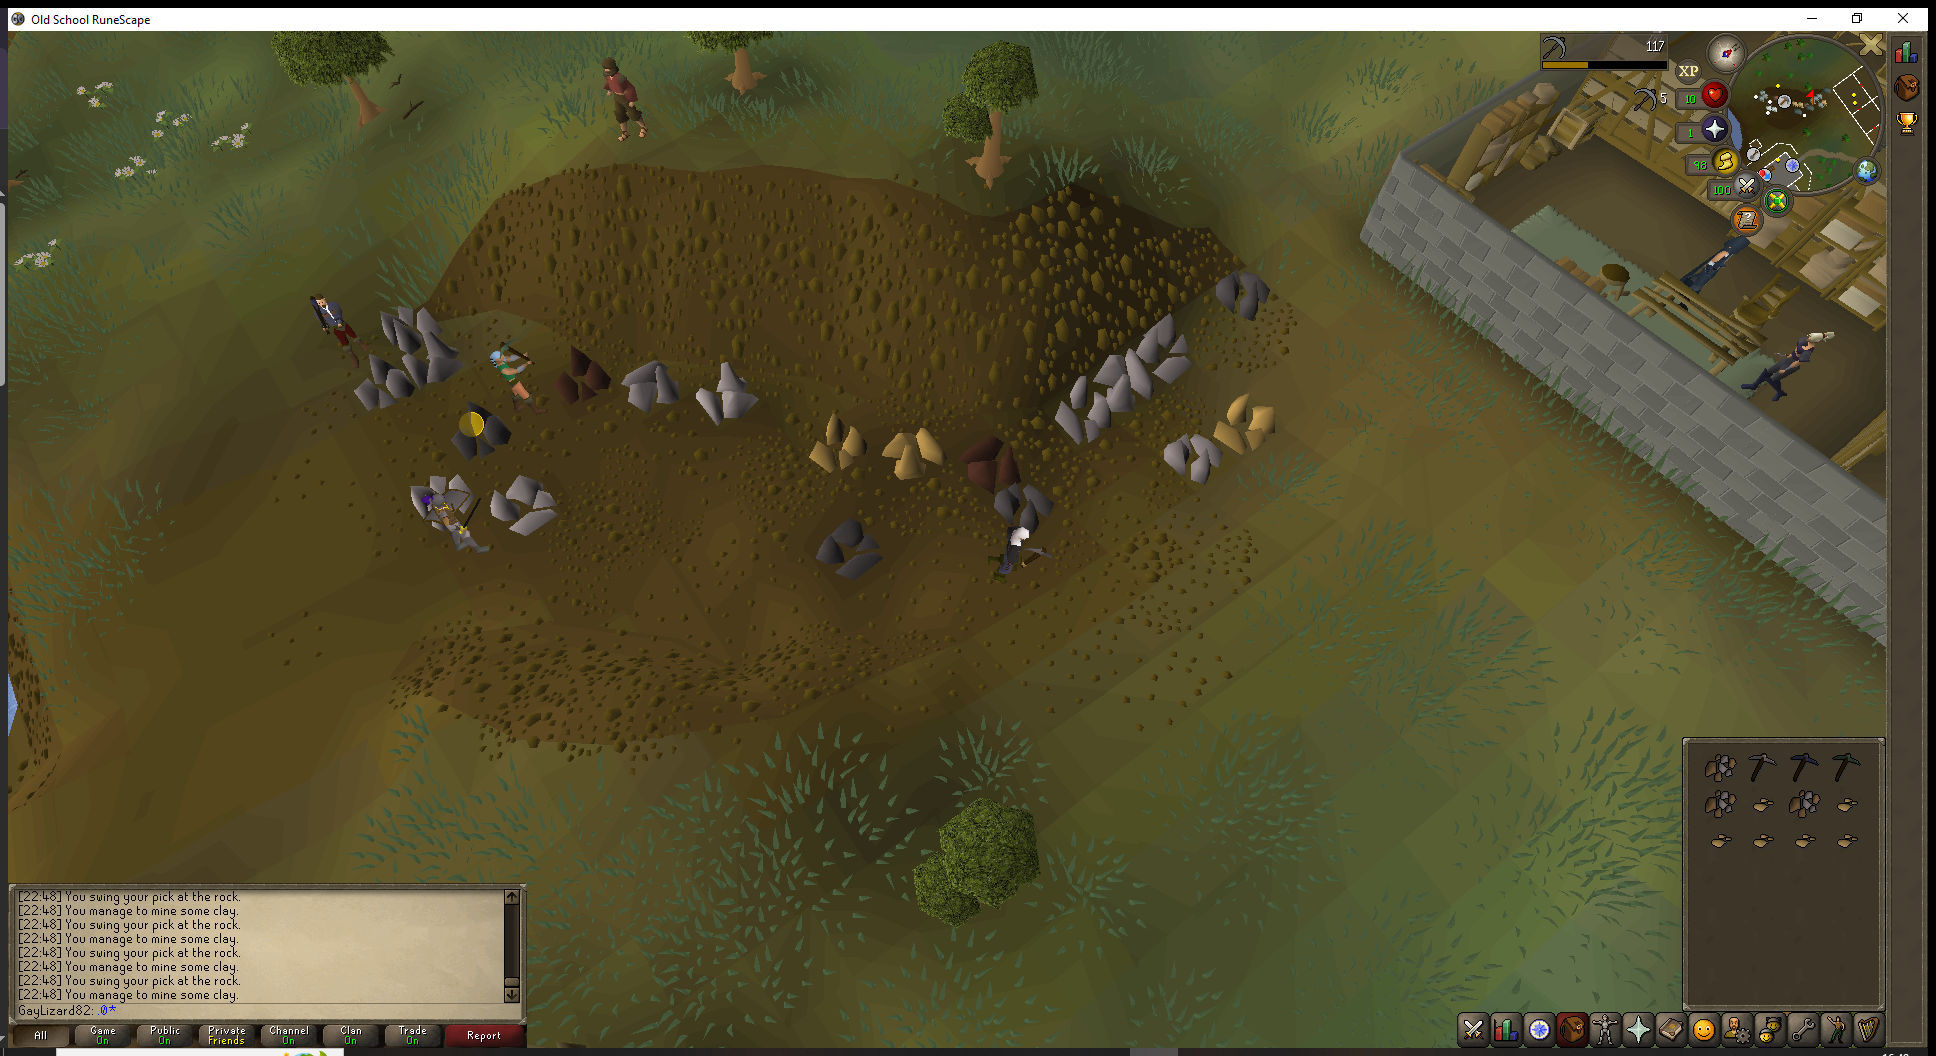 Old School RuneScape
117
XP
5
10
1
98
100
[22:48] You swing your pick at the rock.
[22:48] You manage to mine some clay.
[22:48] You swing your pick at the rock.
[22:48] You manage to mine some clay.
[22:48] You swing your pick at the rock.
[22:48] You manage to mine some clay.
[22:48] You swing your pick at the rock.
[22:48] You manage to mine some clay.
GayLizard82: .0*
All
Game
On
Public
On
Private
Friends
Channel
On
Clan
On
Trade
On
Report